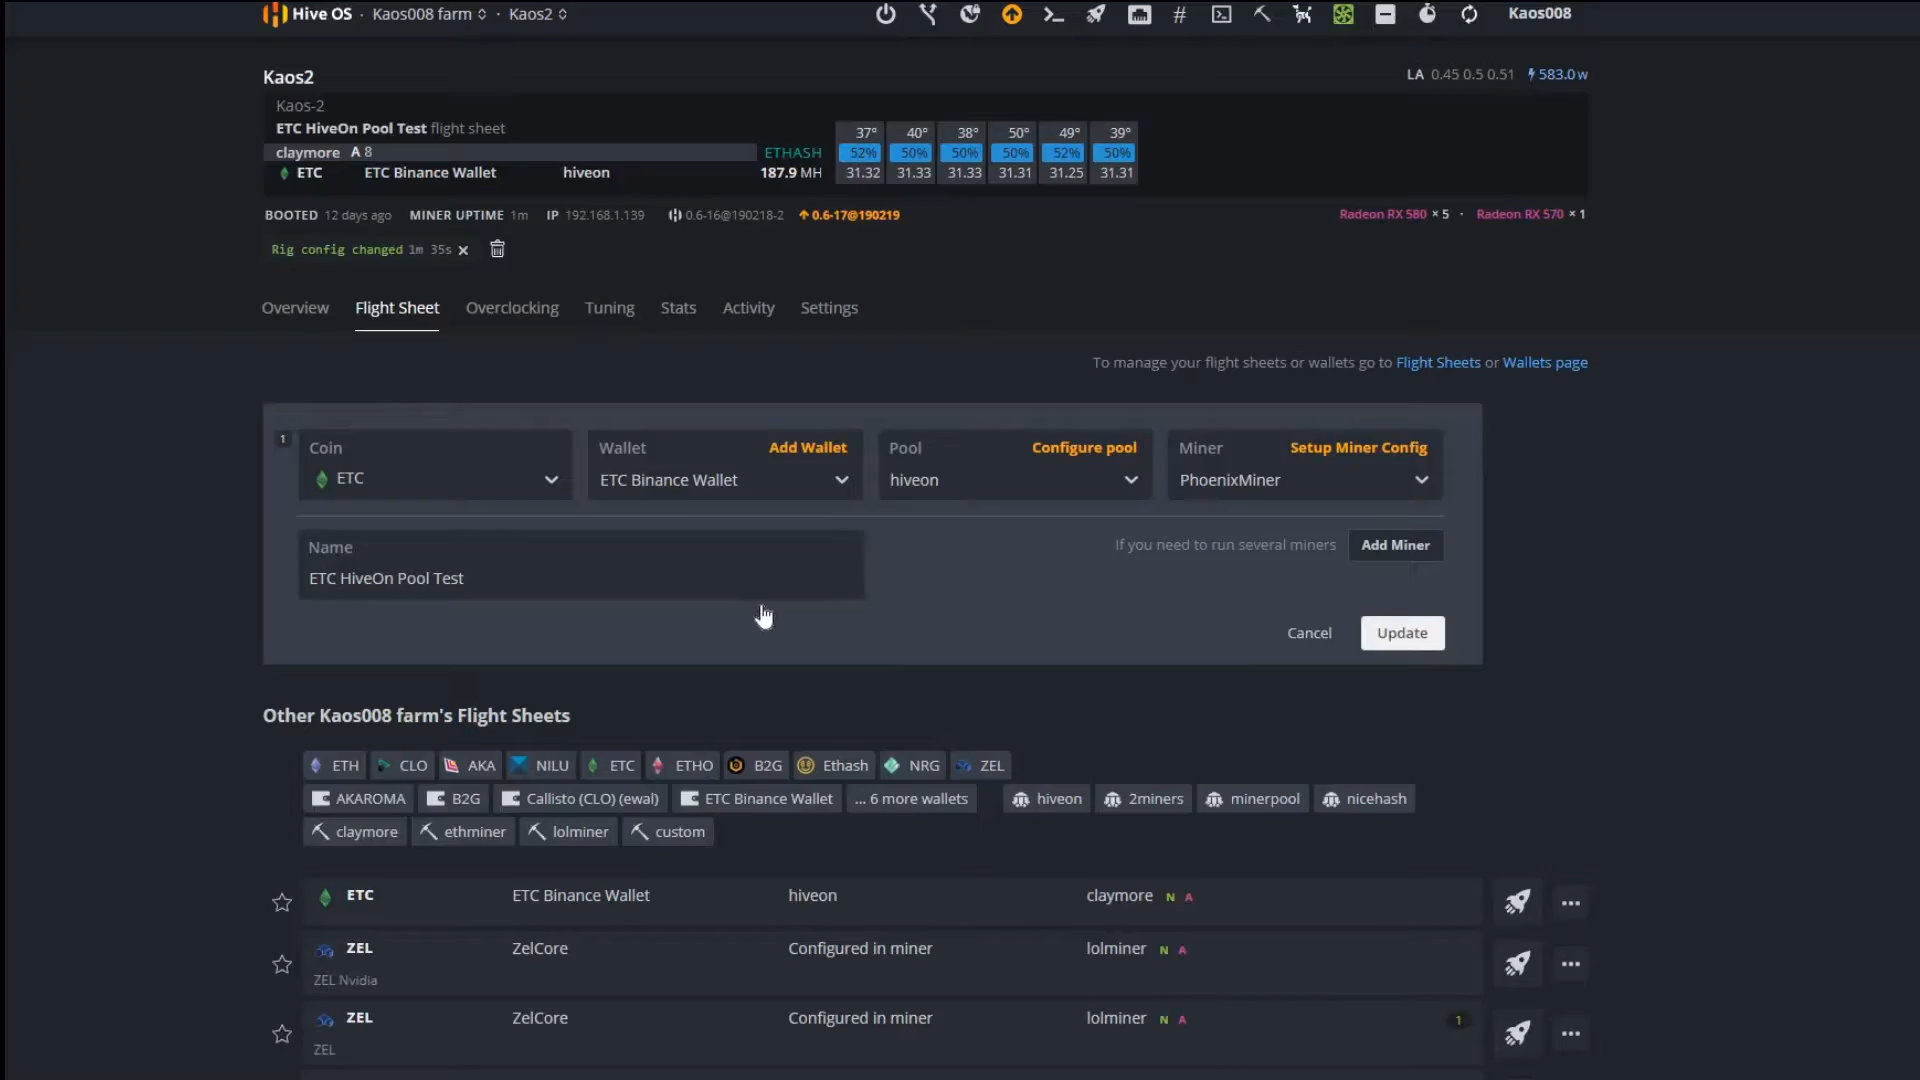 Hive OS · Kaos008 farm · Kaos2
#
Kaos008
Kaos2
LA 0.45 0.5 0.51 583.0 w
Kaos-2
ETC HiveOn Pool Test flight sheet
37° 40° 38° 50° 49° 39°
claymore A 8 ETHASH 52% 50% 50% 50% 52% 50%
ETC ETC Binance Wallet hiveon 187.9 MH 31.32 31.33 31.33 31.31 31.25 31.31
BOOTED 12 days ago MINER UPTIME 1m IP 192.168.1.139 0.6-16@190218-2 0.6-17@190219
Radeon RX 580 × 5 · Radeon RX 570 × 1
Rig config changed 1m 35s
Overview Flight Sheet Overclocking Tuning Stats Activity Settings
To manage your flight sheets or wallets go to Flight Sheets or Wallets page
1
Coin Wallet Add Wallet Pool Configure pool Miner Setup Miner Config
ETC ETC Binance Wallet hiveon PhoenixMiner
Name
If you need to run several miners Add Miner
ETC HiveOn Pool Test
Cancel Update
Other Kaos008 farm's Flight Sheets
ETH CLO AKA NILU ETC ETHO B2G Ethash NRG ZEL
AKAROMA B2G Callisto (CLO) (ewal) ETC Binance Wallet ... 6 more wallets hiveon 2miners minerpool nicehash
claymore ethminer lolminer custom
ETC ETC Binance Wallet hiveon claymore N A
ZEL ZelCore Configured in miner lolminer N A
ZEL Nvidia
ZEL ZelCore Configured in miner lolminer N A 1
ZEL